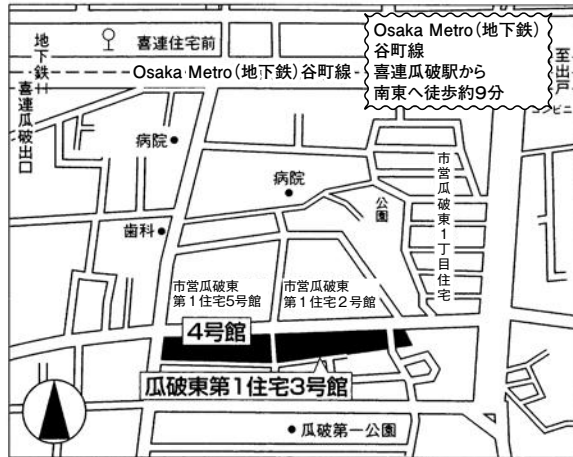 地下鉄
喜連瓜破出口
喜連住宅前
Osaka Metro(地下鉄)谷町線
Osaka Metro(地下鉄)
谷町線
喜連瓜破駅から
南東へ徒歩約9分
至出戸
コンビニ
病院
病院
歯科
公園
市営瓜破東1丁目住宅
市営瓜破東
第1住宅5号館
市営瓜破東
第1住宅2号館
4号館
瓜破東第1住宅3号館
瓜破第一公園